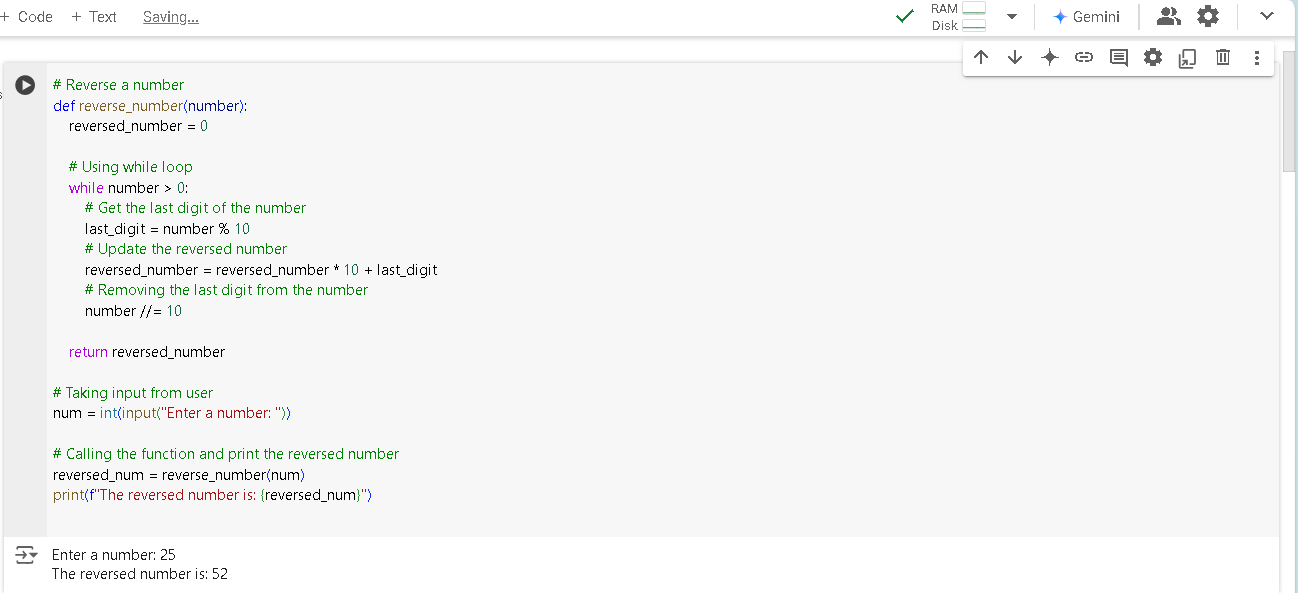 + Code + Text Saving...
RAM
Disk
Gemini
# Reverse a number
def reverse_number(number):
    reversed_number = 0
    # Using while loop
    while number > 0:
        # Get the last digit of the number
        last_digit = number % 10
        # Update the reversed number
        reversed_number = reversed_number * 10 + last_digit
        # Removing the last digit from the number
        number //= 10
    return reversed_number
# Taking input from user
num = int(input("Enter a number: "))
# Calling the function and print the reversed number
reversed_num = reverse_number(num)
print(f"The reversed number is: {reversed_num}")
Enter a number: 25
The reversed number is: 52